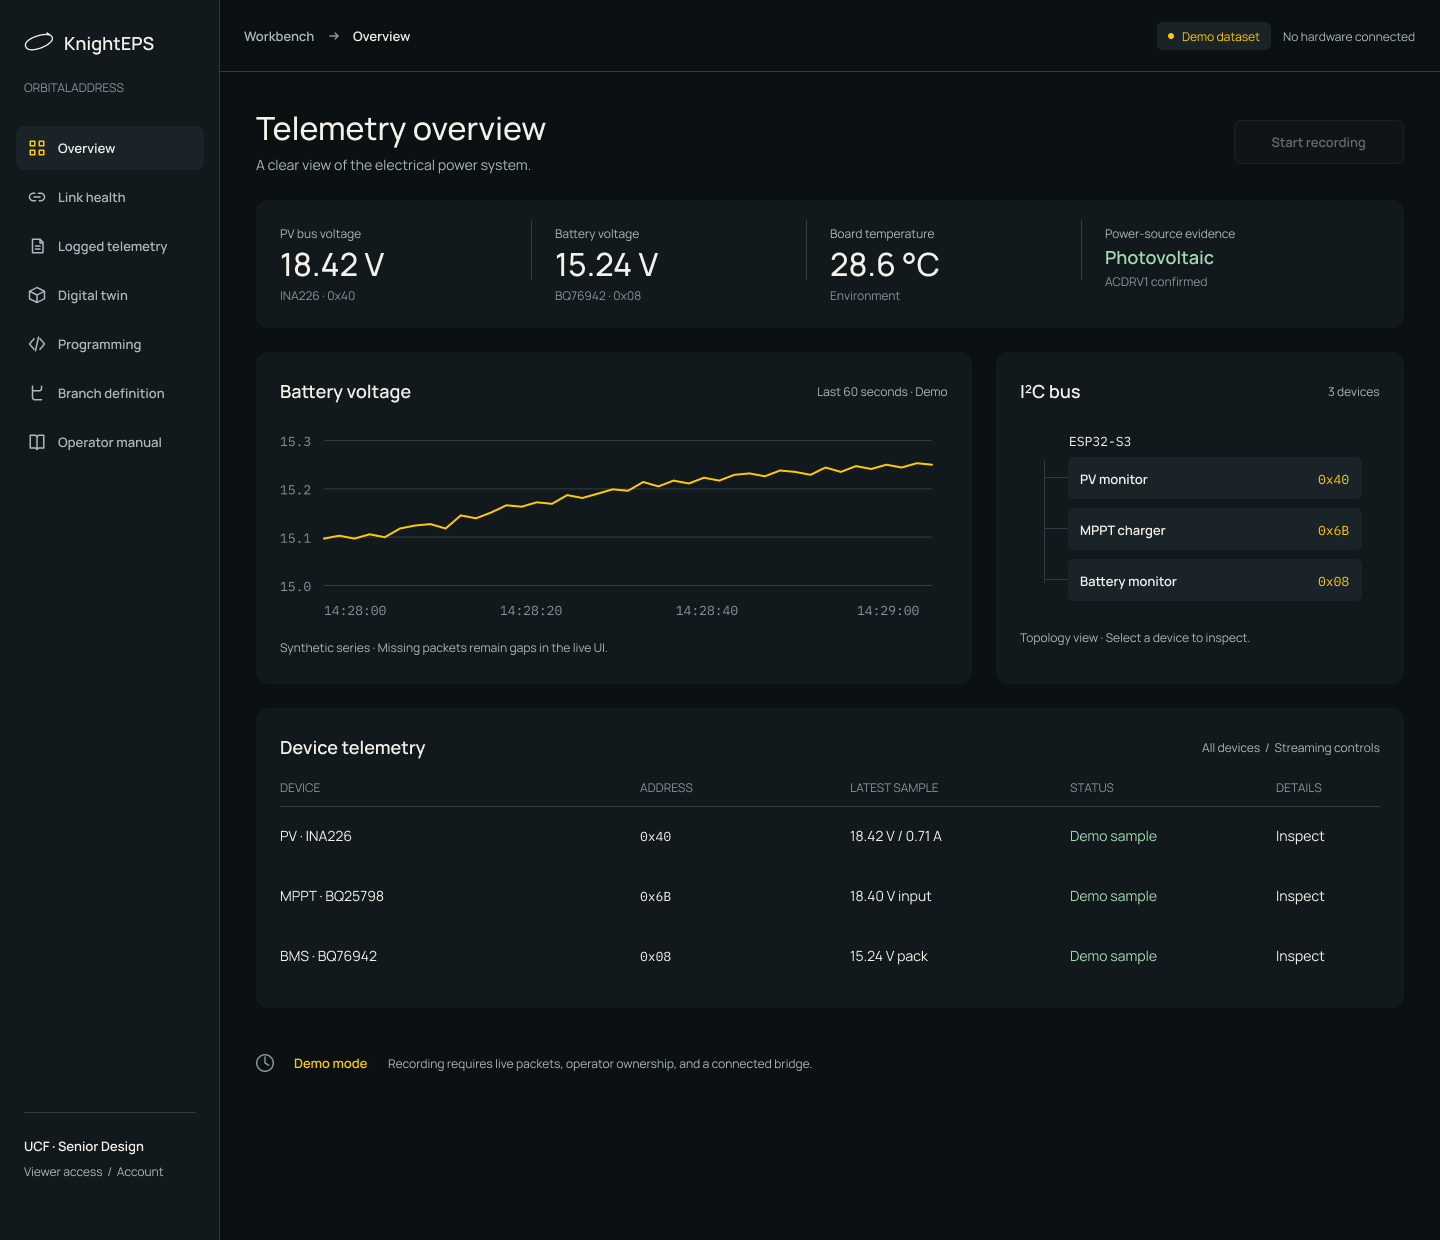 KnightEPS
ORBITALADDRESS
Overview
Link health
Logged telemetry
Digital twin
Programming
Branch definition
Operator manual
UCF · Senior Design
Viewer access / Account
Workbench → Overview
Demo dataset
No hardware connected
Telemetry overview
A clear view of the electrical power system.
Start recording
PV bus voltage
18.42 V
INA226 · 0x40
Battery voltage
15.24 V
BQ76942 · 0x08
Board temperature
28.6 °C
Environment
Power-source evidence
Photovoltaic
ACDRV1 confirmed
Battery voltage
Last 60 seconds · Demo
15.3
15.2
15.1
15.0
14:28:00 14:28:20 14:28:40 14:29:00
Synthetic series · Missing packets remain gaps in the live UI.
I²C bus
3 devices
ESP32-S3
PV monitor 0x40
MPPT charger 0x6B
Battery monitor 0x08
Topology view · Select a device to inspect.
Device telemetry
All devices / Streaming controls
DEVICE ADDRESS LATEST SAMPLE STATUS DETAILS
PV · INA226 0x40 18.42 V / 0.71 A Demo sample Inspect
MPPT · BQ25798 0x6B 18.40 V input Demo sample Inspect
BMS · BQ76942 0x08 15.24 V pack Demo sample Inspect
Demo mode Recording requires live packets, operator ownership, and a connected bridge.